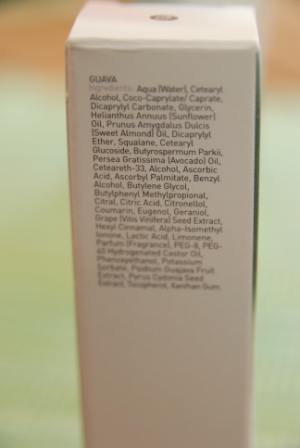 GUAVA
Ingredients: Aqua (Water), Cetearyl
Alcohol, Coco-Caprylate/ Caprate,
Dicaprylyl Carbonate, Glycerin,
Helianthus Annuus (Sunflower)
Oil, Prunus Amygdalus Dulcis
(Sweet Almond) Oil, Dicaprylyl
Ether, Squalane, Cetearyl
Glucoside, Butyrospermum Parkii,
Persea Gratissima (Avocado) Oil,
Ceteareth-33, Alcohol, Ascorbic
Acid, Ascorbyl Palmitate, Benzyl
Alcohol, Butylene Glycol,
Butylphenyl Methylpropional,
Citral, Citric Acid, Citronellol,
Coumarin, Eugenol, Geraniol,
Grape (Vitis Vinifera) Seed Extract,
Hexyl Cinnamal, Alpha-Isomethyl
Ionone, Lactic Acid, Limonene,
Parfum (Fragrance), PEG-8, PEG-
40 Hydrogenated Castor Oil,
Phenoxyethanol, Potassium
Sorbate, Psidium Guajava Fruit
Extract, Pyrus Cydonia Seed
Extract, Tocopherol, Xanthan Gum.